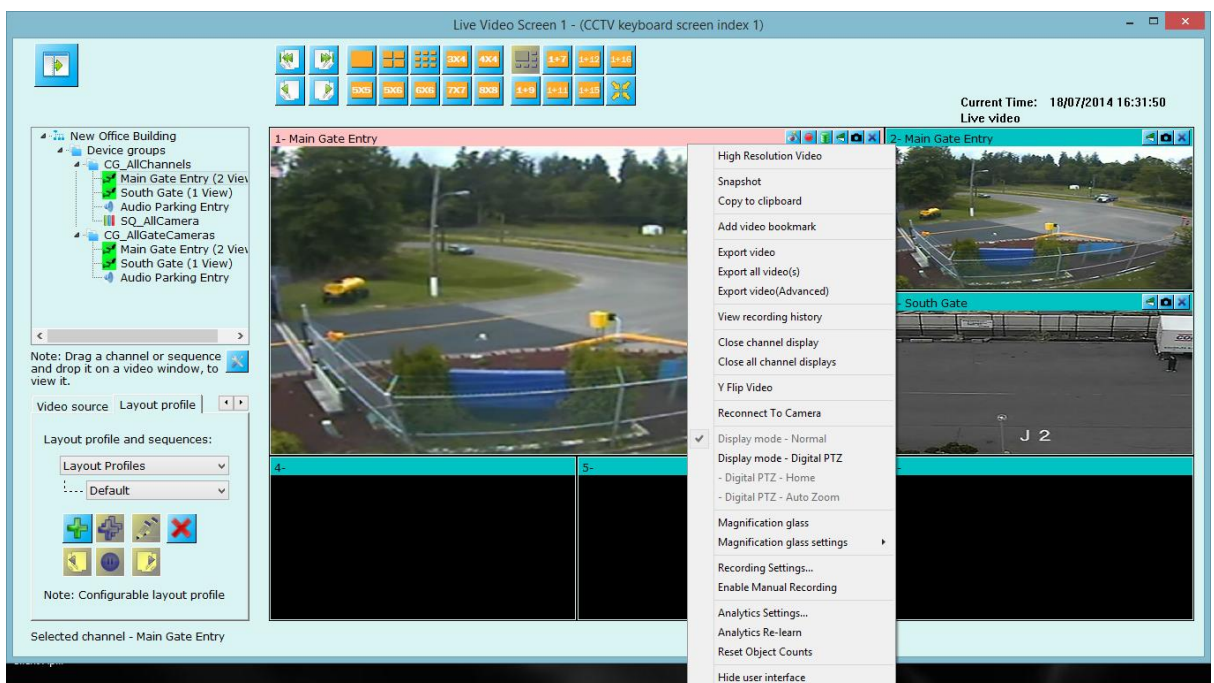 Live Video Screen 1 - (CCTV keyboard screen index 1)
3X4 4X4 1+7 1+12 1+16
5X5 5X6 6X6 7X7 8X8 1+9 1+11 1+15
Current Time: 18/07/2014 16:31:50
Live video
New Office Building
Device groups
CG_AllChannels
Main Gate Entry (2 View
South Gate (1 View)
Audio Parking Entry
SQ_AllCamera
CG_AllGateCameras
Main Gate Entry (2 View
South Gate (1 View)
Audio Parking Entry
Note: Drag a channel or sequence
and drop it on a video window, to
view it.
Video source Layout profile
Layout profile and sequences:
Layout Profiles
Default
Note: Configurable layout profile
Selected channel - Main Gate Entry
1- Main Gate Entry
2- Main Gate Entry
- South Gate
J 2
4-
5-
-
High Resolution Video
Snapshot
Copy to clipboard
Add video bookmark
Export video
Export all video(s)
Export video(Advanced)
View recording history
Close channel display
Close all channel displays
Y Flip Video
Reconnect To Camera
Display mode - Normal
Display mode - Digital PTZ
- Digital PTZ - Home
- Digital PTZ - Auto Zoom
Magnification glass
Magnification glass settings
Recording Settings...
Enable Manual Recording
Analytics Settings...
Analytics Re-learn
Reset Object Counts
Hide user interface